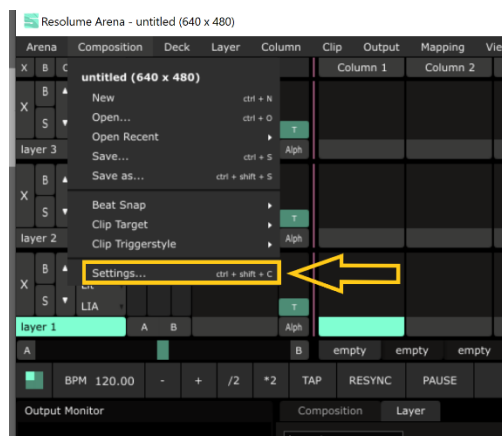 Resolume Arena - untitled (640 x 480)
Arena Composition Deck Layer Column Clip Output Mapping Vie
X B C untitled (640 x 480) Column 1 Column 2
New ctrl + N
B
Open... ctrl + O
X
Open Recent
S T
Save... ctrl + S
layer 3 Alph
Save as... ctrl + shift + S
B
X
Beat Snap
S Clip Target T
layer 2 Clip Triggerstyle Alph
B Settings... ctrl + shift + C
X
S LIA T
layer 1 A B Alph
A B empty empty empty
BPM 120.00 - + /2 *2 TAP RESYNC PAUSE
Output Monitor Composition Layer